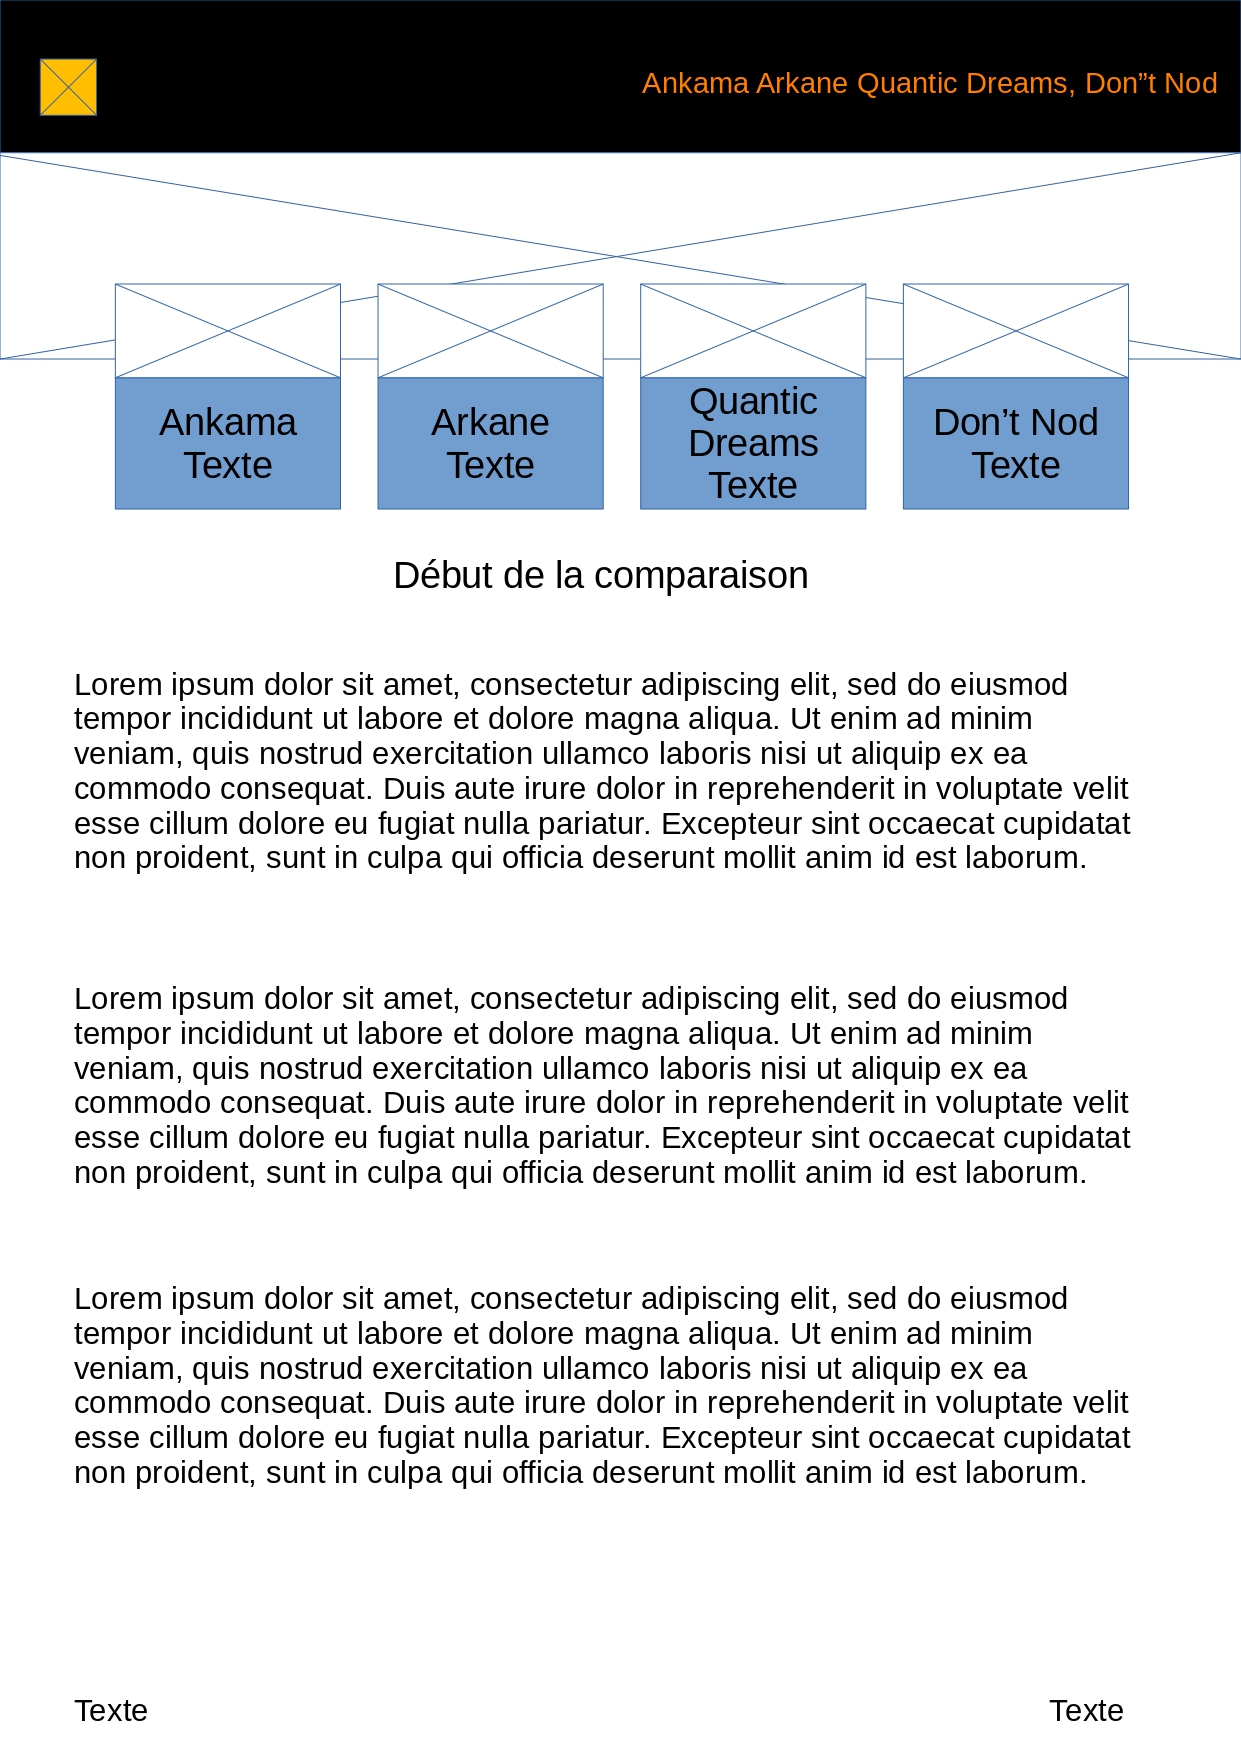 Ankama Arkane Quantic Dreams, Don”t Nod
Ankama
Texte
Arkane
Texte
Quantic
Dreams
Texte
Don’t Nod
Texte
Début de la comparaison
Lorem ipsum dolor sit amet, consectetur adipiscing elit, sed do eiusmod
tempor incididunt ut labore et dolore magna aliqua. Ut enim ad minim
veniam, quis nostrud exercitation ullamco laboris nisi ut aliquip ex ea
commodo consequat. Duis aute irure dolor in reprehenderit in voluptate velit
esse cillum dolore eu fugiat nulla pariatur. Excepteur sint occaecat cupidatat
non proident, sunt in culpa qui officia deserunt mollit anim id est laborum.
Lorem ipsum dolor sit amet, consectetur adipiscing elit, sed do eiusmod
tempor incididunt ut labore et dolore magna aliqua. Ut enim ad minim
veniam, quis nostrud exercitation ullamco laboris nisi ut aliquip ex ea
commodo consequat. Duis aute irure dolor in reprehenderit in voluptate velit
esse cillum dolore eu fugiat nulla pariatur. Excepteur sint occaecat cupidatat
non proident, sunt in culpa qui officia deserunt mollit anim id est laborum.
Lorem ipsum dolor sit amet, consectetur adipiscing elit, sed do eiusmod
tempor incididunt ut labore et dolore magna aliqua. Ut enim ad minim
veniam, quis nostrud exercitation ullamco laboris nisi ut aliquip ex ea
commodo consequat. Duis aute irure dolor in reprehenderit in voluptate velit
esse cillum dolore eu fugiat nulla pariatur. Excepteur sint occaecat cupidatat
non proident, sunt in culpa qui officia deserunt mollit anim id est laborum.
Texte
Texte